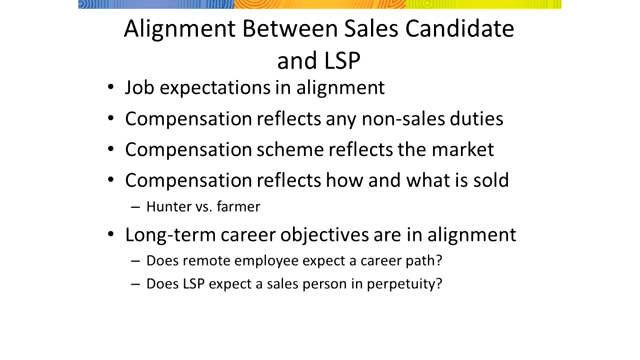 Alignment Between Sales Candidate
and LSP
• Job expectations in alignment
• Compensation reflects any non-sales duties
• Compensation scheme reflects the market
• Compensation reflects how and what is sold
– Hunter vs. farmer
• Long-term career objectives are in alignment
– Does remote employee expect a career path?
– Does LSP expect a sales person in perpetuity?